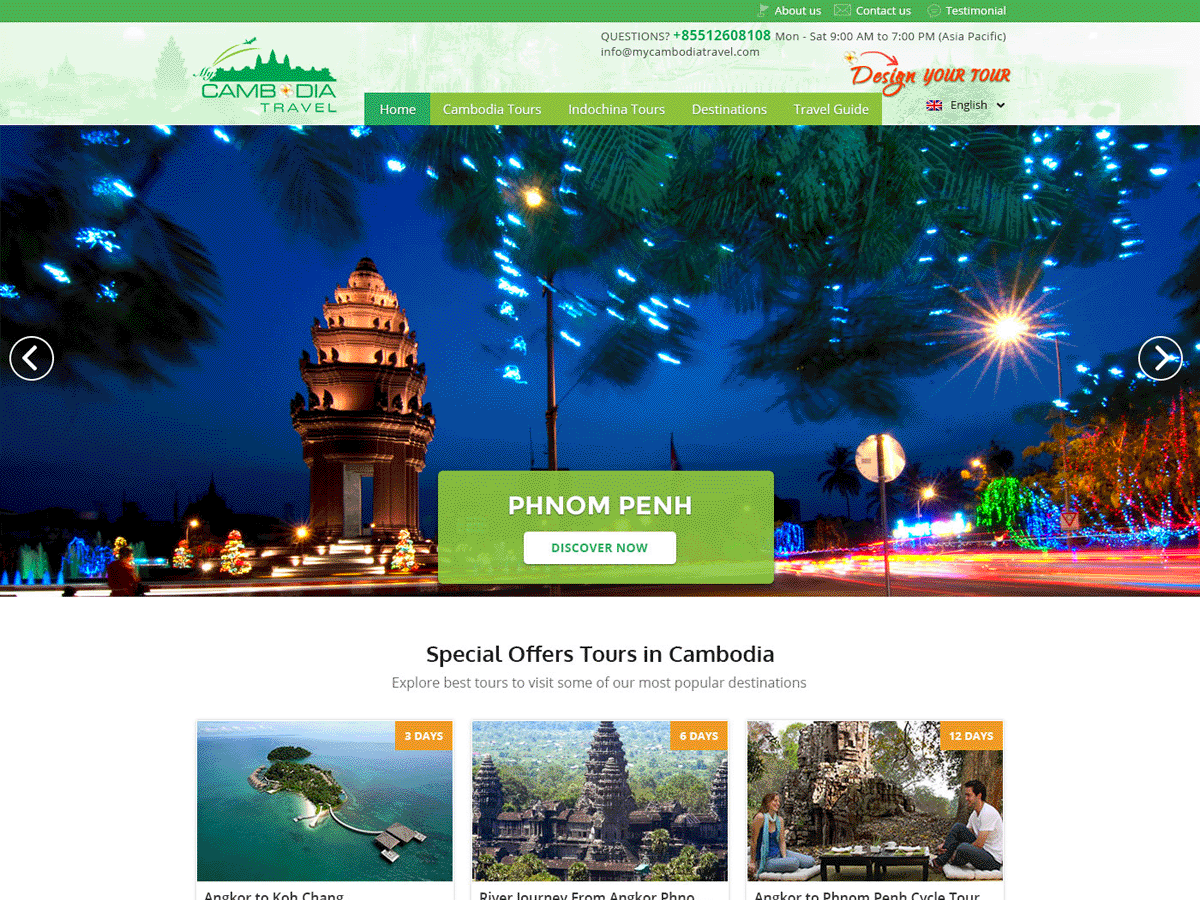 About us
Contact us
Testimonial
QUESTIONS? +85512608108 Mon - Sat 9:00 AM to 7:00 PM (Asia Pacific)
info@mycambodiatravel.com
My
CAMBODIA
TRAVEL
Design YOUR TOUR
English
Home
Cambodia Tours
Indochina Tours
Destinations
Travel Guide
PHNOM PENH
DISCOVER NOW
Special Offers Tours in Cambodia
Explore best tours to visit some of our most popular destinations
3 DAYS
6 DAYS
12 DAYS
Angkor to Koh Chang
River Journey From Angkor Phno
Angkor to Phnom Penh Cycle Tour